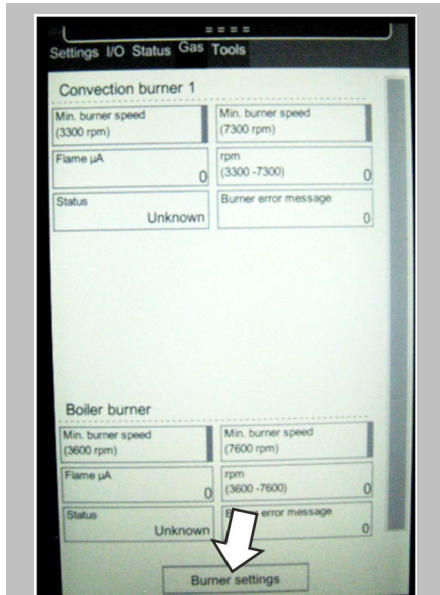 Settings I/O Status Gas Tools
Convection burner 1
Min. burner speed
(3300 rpm)
Min. burner speed
(7300 rpm)
Flame µA
0
rpm
(3300 -7300)
0
Status
Unknown
Burner error message
0
Boiler burner
Min. burner speed
(3600 rpm)
Min. burner speed
(7600 rpm)
Flame µA
0
rpm
(3600 -7600)
0
Status
Unknown
error message
0
Burner settings